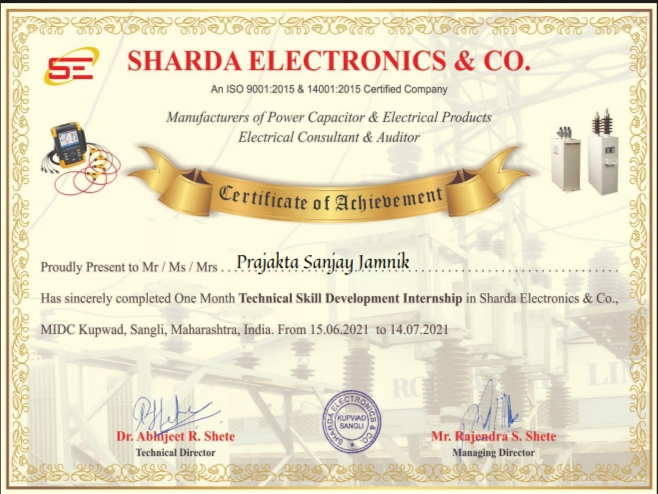 SE
SHARDA ELECTRONICS & CO.
An ISO 9001:2015 & 14001:2015 Certified Company
Manufacturers of Power Capacitor & Electrical Products
Electrical Consultant & Auditor
Certificate of Achievement
Proudly Present to Mr / Ms / Mrs Prajakta Sanjay Jamnik
Has sincerely completed One Month Technical Skill Development Internship in Sharda Electronics & Co.,
MIDC Kupwad, Sangli, Maharashtra, India. From 15.06.2021 to 14.07.2021
SHARDA ELECTRONICS & CO.
KUPWAD
SANGLI
Dr. Abhijeet R. Shete
Mr. Rajendra S. Shete
Technical Director
Managing Director